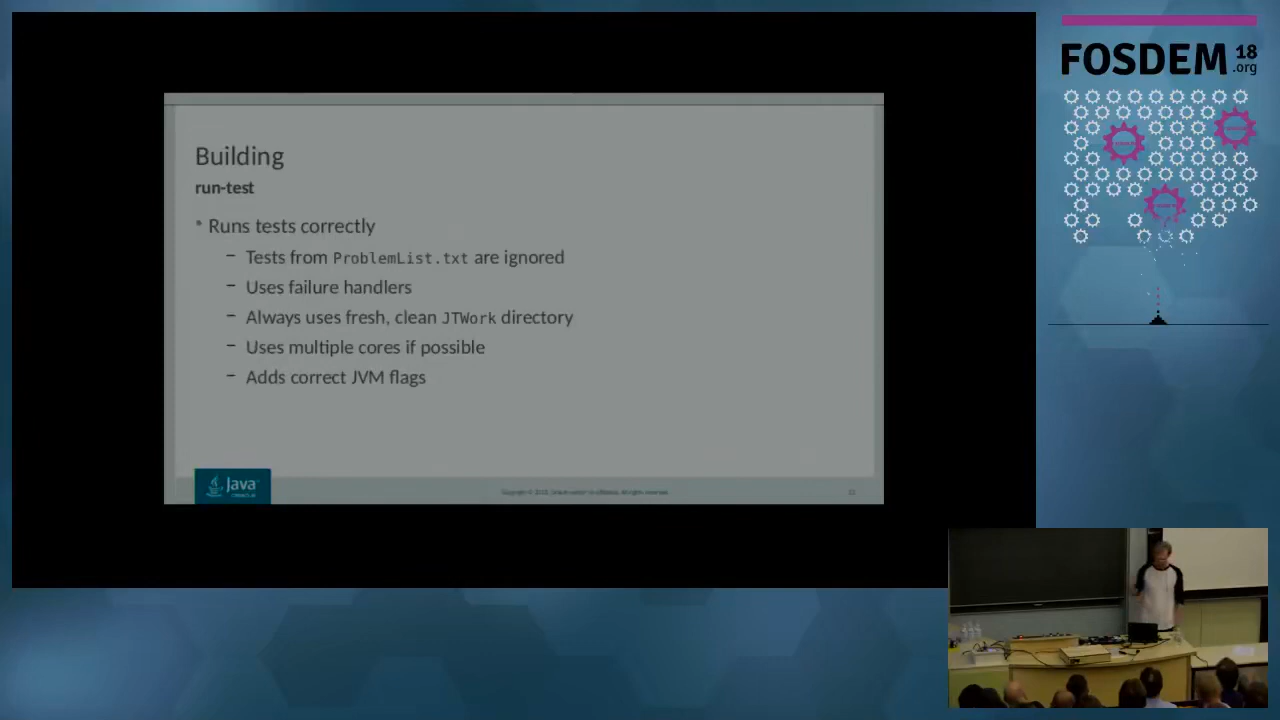 FOSDEM 18
.org
Building
run-test
• Runs tests correctly
– Tests from ProblemList.txt are ignored
– Uses failure handlers
– Always uses fresh, clean JTWork directory
– Uses multiple cores if possible
– Adds correct JVM flags
Java
ORACLE